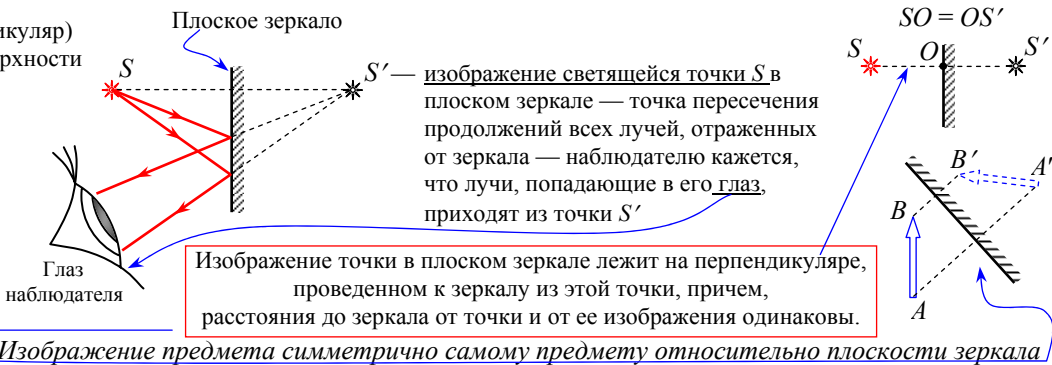 икуляр)
рхности
Плоское зеркало
S
S′ — изображение светящейся точки S в
плоском зеркале — точка пересечения
продолжений всех лучей, отраженных
от зеркала — наблюдателю кажется,
что лучи, попадающие в его глаз,
приходят из точки S′
Глаз
наблюдателя
SO = OS′
S
O
S′
B′
A′
B
A
Изображение точки в плоском зеркале лежит на перпендикуляре,
проведенном к зеркалу из этой точки, причем,
расстояния до зеркала от точки и от ее изображения одинаковы.
Изображение предмета симметрично самому предмету относительно плоскости зеркала